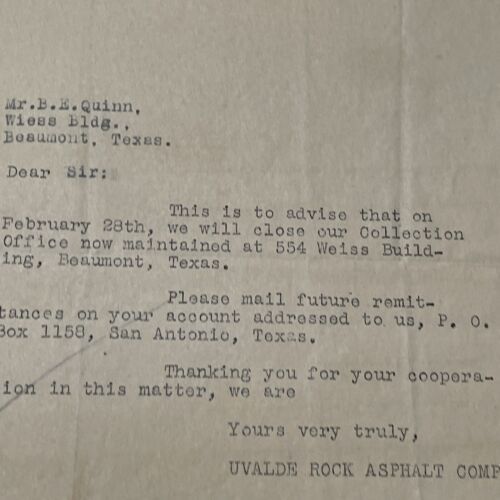 Mr.B.E.Quinn,
Wiess Bldg.,
Beaumont, Texas.
Dear Sir:
This is to advise that on
February 28th, we will close our Collection
Office now maintained at 554 Weiss Build-
ing, Beaumont, Texas.
Please mail future remit-
tances on your account addressed to us, P. O.
Box 1158, San Antonio, Texas.
Thanking you for your coopera-
ion in this matter, we are
Yours very truly,
UVALDE ROCK ASPHALT COMP